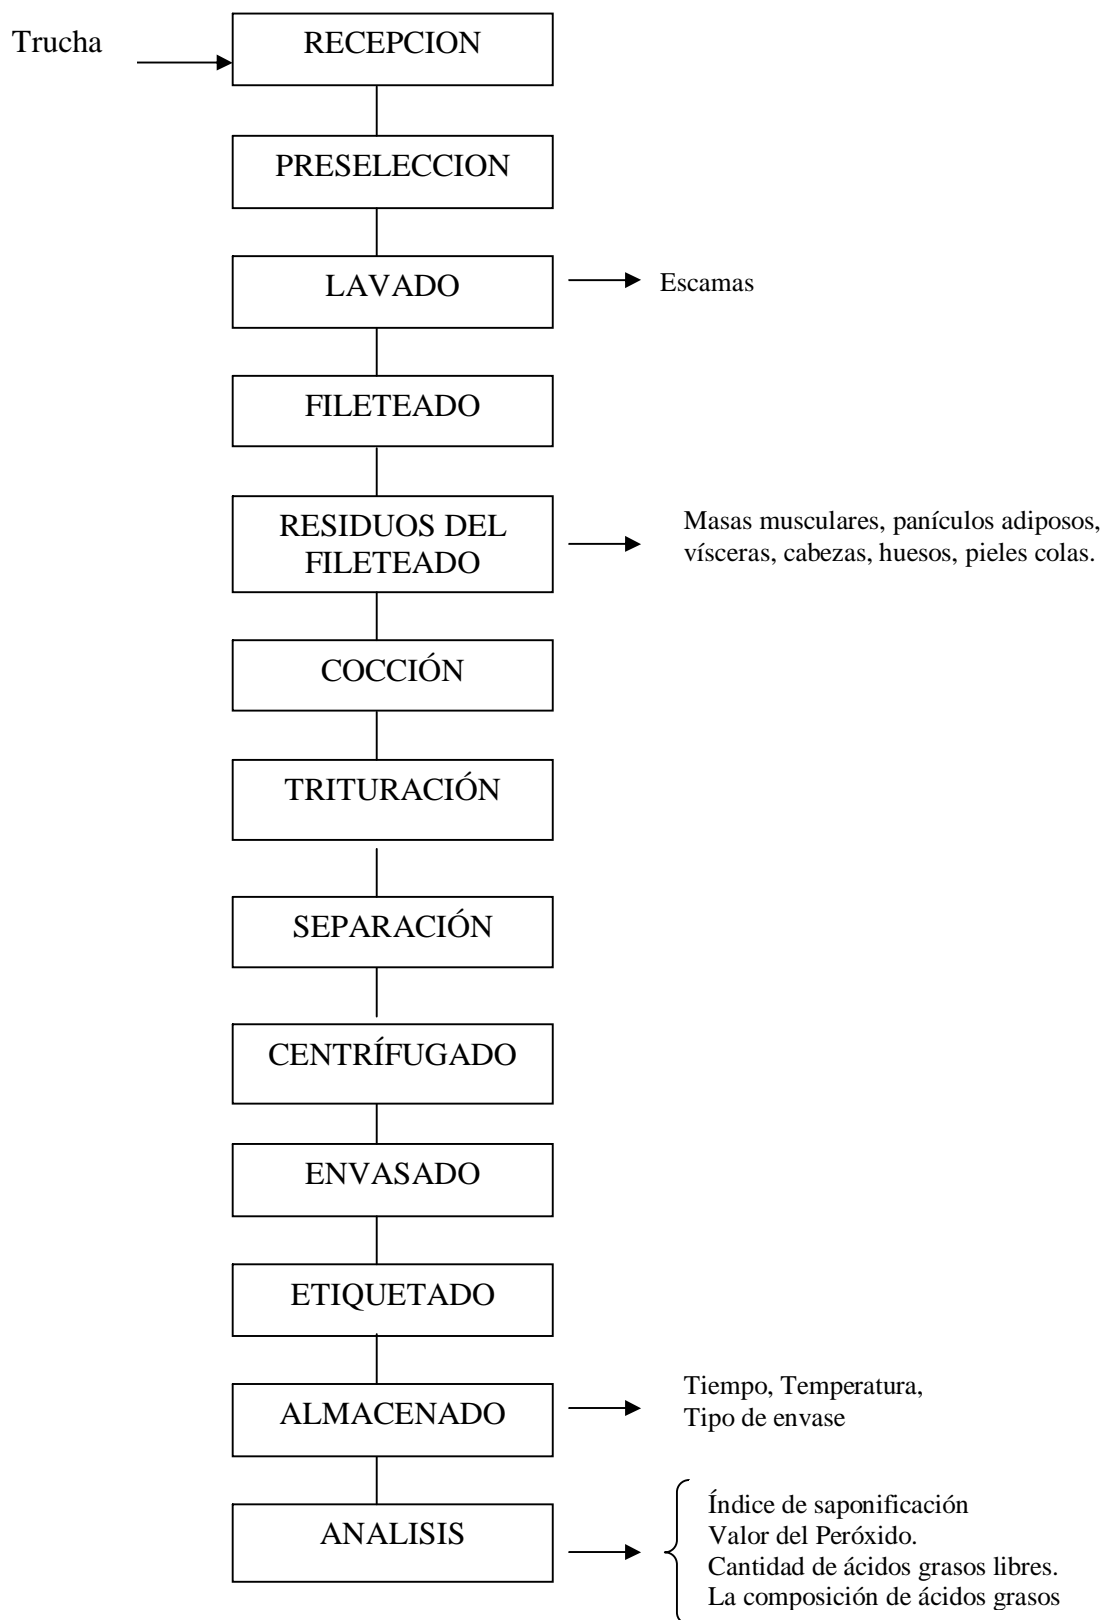 Trucha
RECEPCION
PRESELECCION
LAVADO
Escamas
FILETEADO
RESIDUOS DEL
FILETEADO
Masas musculares, panículos adiposos,
vísceras, cabezas, huesos, pieles colas.
COCCIÓN
TRITURACIÓN
SEPARACIÓN
CENTRÍFUGADO
ENVASADO
ETIQUETADO
ALMACENADO
Tiempo, Temperatura,
Tipo de envase
ANALISIS
Índice de saponificación
Valor del Peróxido.
Cantidad de ácidos grasos libres.
La composición de ácidos grasos